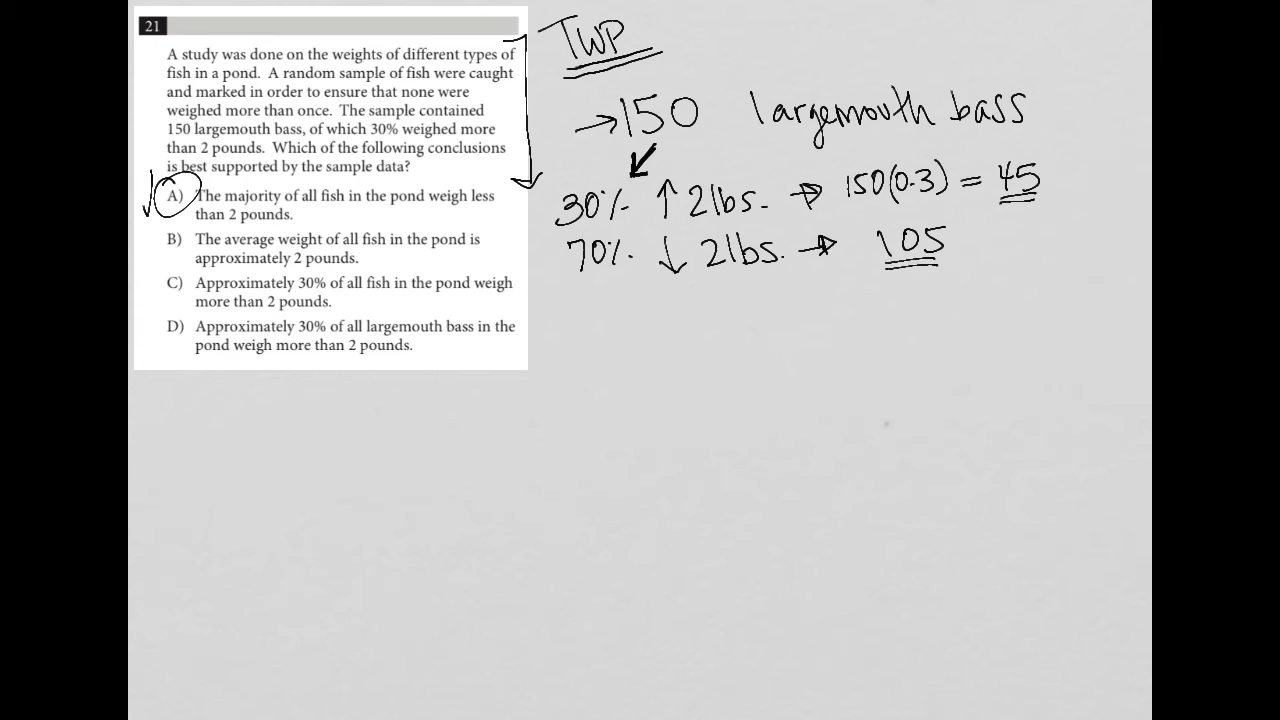 21
A study was done on the weights of different types of
fish in a pond. A random sample of fish were caught
and marked in order to ensure that none were
weighed more than once. The sample contained
150 largemouth bass, of which 30% weighed more
than 2 pounds. Which of the following conclusions
is best supported by the sample data?
A) The majority of all fish in the pond weigh less
than 2 pounds.
B) The average weight of all fish in the pond is
approximately 2 pounds.
C) Approximately 30% of all fish in the pond weigh
more than 2 pounds.
D) Approximately 30% of all largemouth bass in the
pond weigh more than 2 pounds.
TWP
→150 largemouth bass
30% ↑ 2lbs. → 150(0.3) = 45
70% ↓ 2lbs. → 105